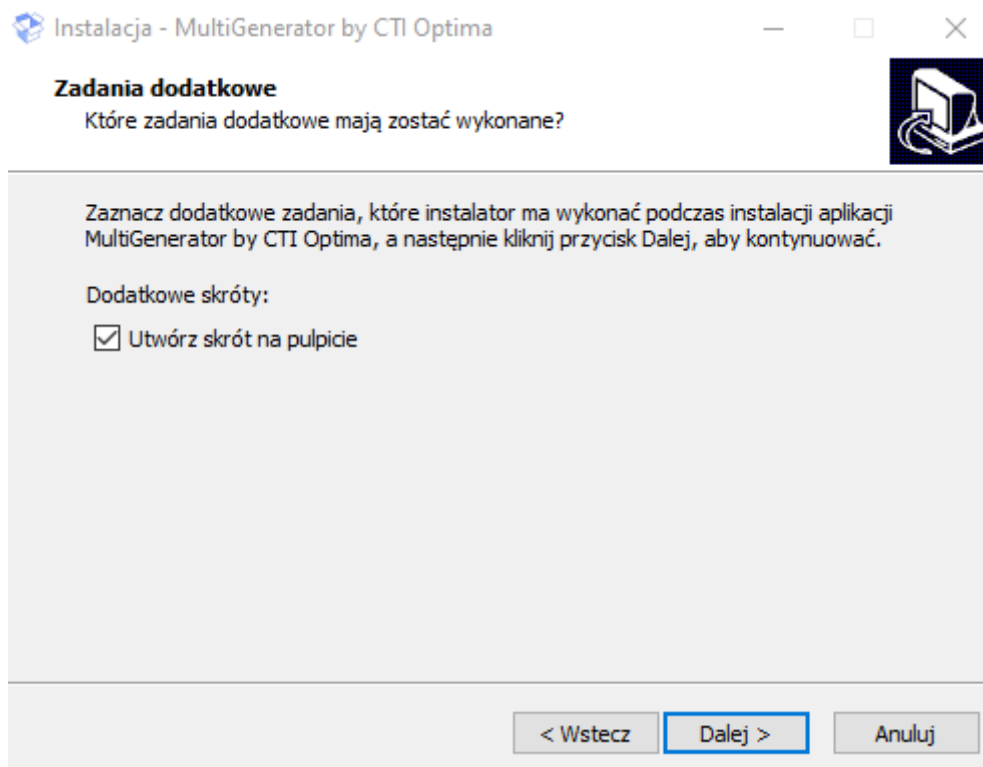 Instalacja - MultiGenerator by CTI Optima
Zadania dodatkowe
Które zadania dodatkowe mają zostać wykonane?
Zaznacz dodatkowe zadania, które instalator ma wykonać podczas instalacji aplikacji
MultiGenerator by CTI Optima, a następnie kliknij przycisk Dalej, aby kontynuować.
Dodatkowe skróty:
Utwórz skrót na pulpicie
< Wstecz
Dalej >
Anuluj